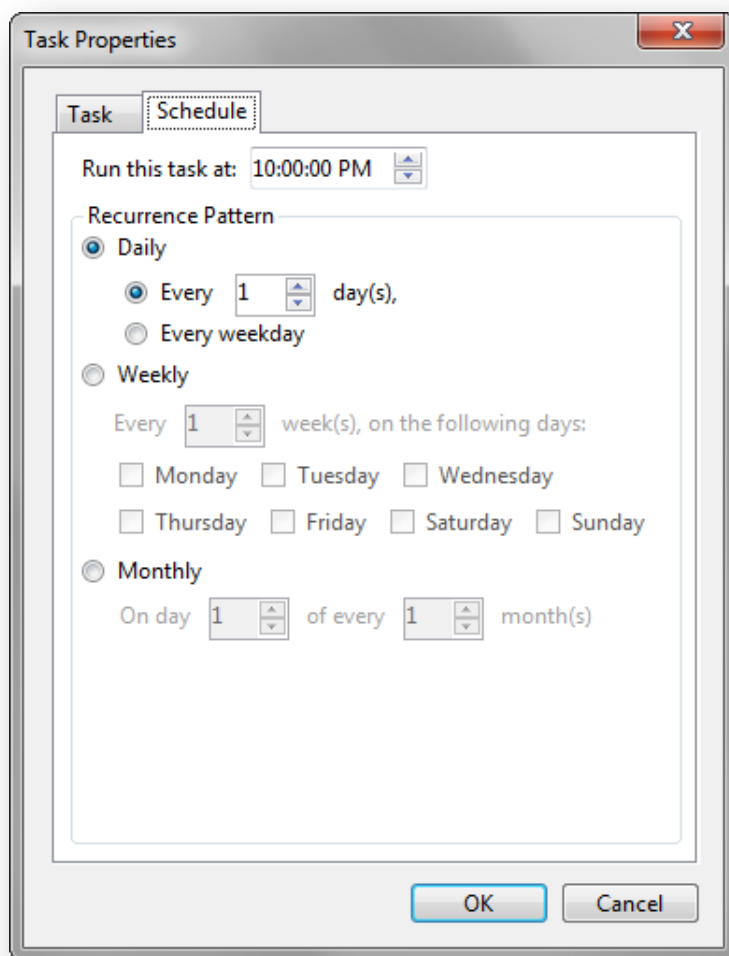 Task Properties
Task Schedule
Run this task at: 10:00:00 PM
Recurrence Pattern
Daily
Every 1 day(s),
Every weekday
Weekly
Every 1 week(s), on the following days:
Monday Tuesday Wednesday
Thursday Friday Saturday Sunday
Monthly
On day 1 of every 1 month(s)
OK Cancel